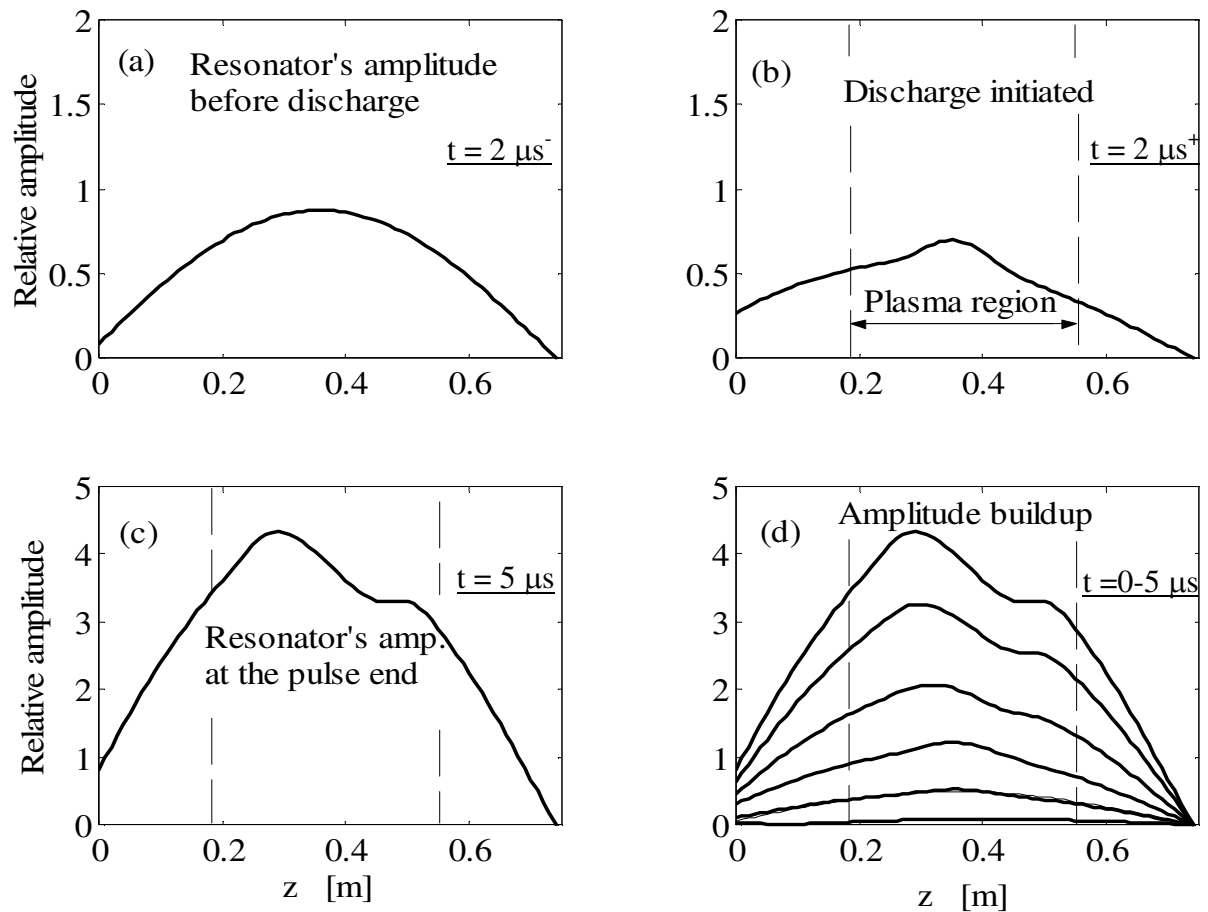 2
1.5
1
0.5
0
Relative amplitude
(a)
Resonator's amplitude
before discharge
t = 2 μs⁻
0 0.2 0.4 0.6
2
1.5
1
0.5
0
(b)
Discharge initiated
t = 2 μs⁺
Plasma region
0 0.2 0.4 0.6
5
4
3
2
1
0
Relative amplitude
(c)
t = 5 μs
Resonator's amp.
at the pulse end
0 0.2 0.4 0.6
z [m]
5
4
3
2
1
0
Amplitude buildup
(d)
t =0-5 μs
0 0.2 0.4 0.6
z [m]